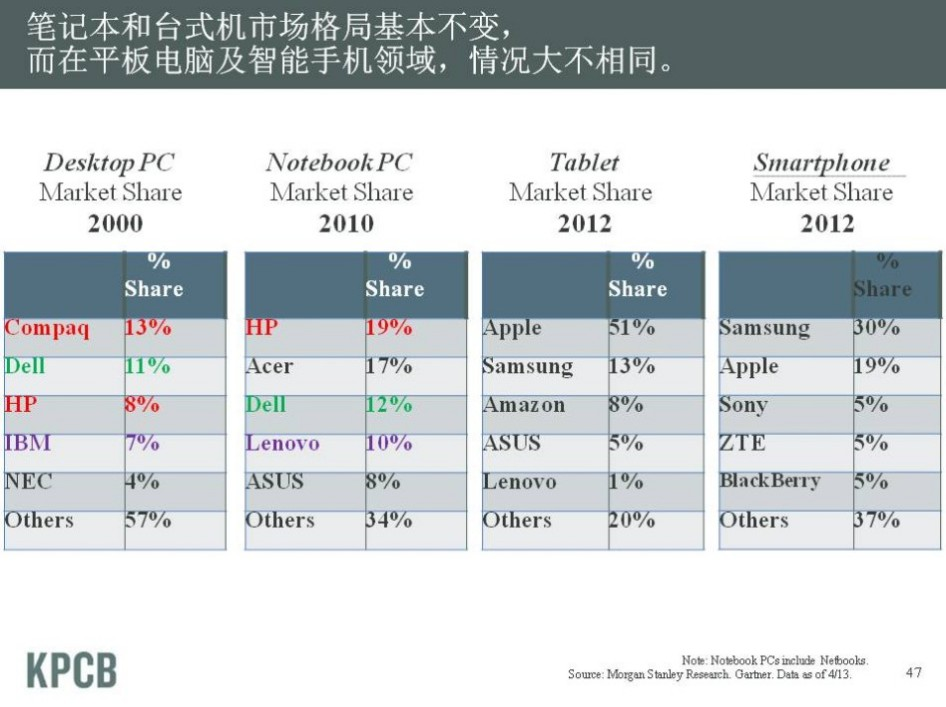 笔记本和台式机市场格局基本不变，
而在平板电脑及智能手机领域，情况大不相同。
Desktop PC
Market Share
2000
% Share
Compaq 13%
Dell 11%
HP 8%
IBM 7%
NEC 4%
Others 57%
Notebook PC
Market Share
2010
% Share
HP 19%
Acer 17%
Dell 12%
Lenovo 10%
ASUS 8%
Others 34%
Tablet
Market Share
2012
% Share
Apple 51%
Samsung 13%
Amazon 8%
ASUS 5%
Lenovo 1%
Others 20%
Smartphone
Market Share
2012
% Share
Samsung 30%
Apple 19%
Sony 5%
ZTE 5%
BlackBerry 5%
Others 37%
KPCB
Note: Notebook PCs include Netbooks.
Source: Morgan Stanley Research. Gartner. Data as of 4/13.
47